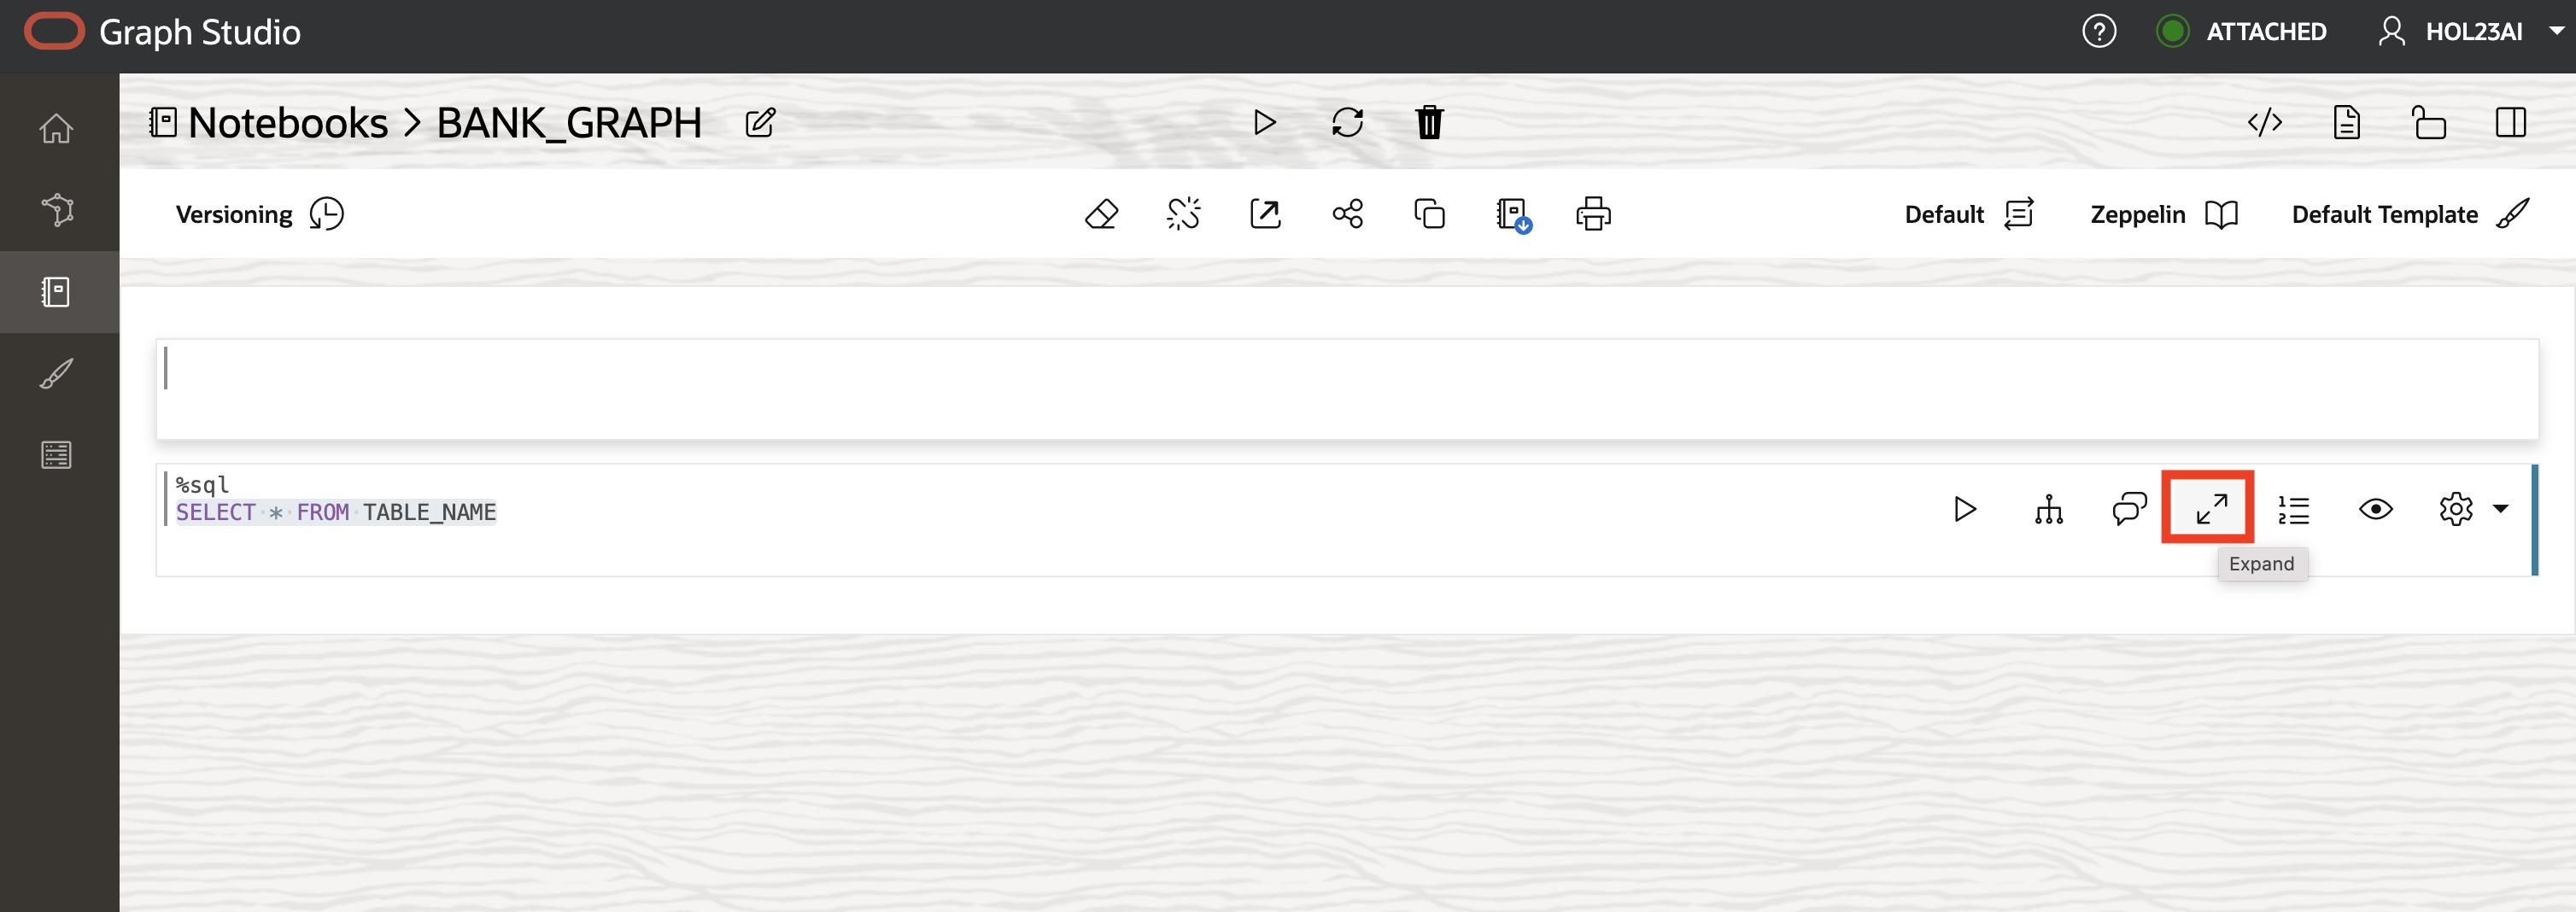 Graph Studio
ATTACHED
HOL23AI
Notebooks > BANK_GRAPH
Versioning
Default
Zeppelin
Default Template
%sql
SELECT * FROM TABLE_NAME
Expand